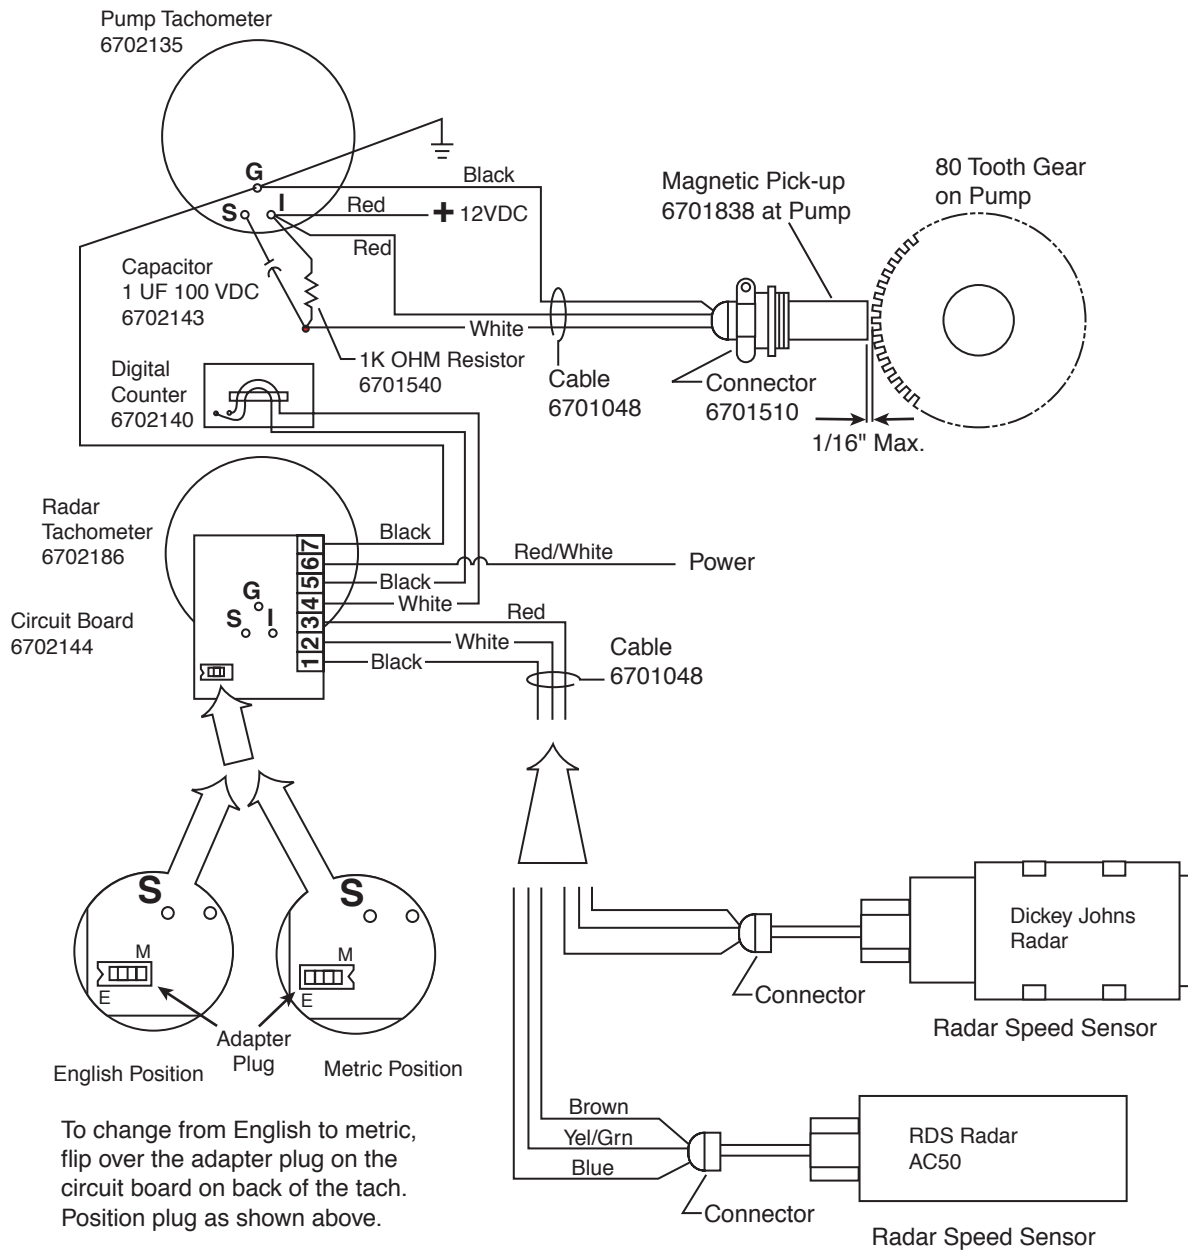 Pump Tachometer
6702135
G
S
I
Black
Red
+ 12VDC
Red
Magnetic Pick-up
6701838 at Pump
80 Tooth Gear
on Pump
Capacitor
1 UF 100 VDC
6702143
White
1K OHM Resistor
6701540
Cable
6701048
Connector
6701510
1/16" Max.
Digital
Counter
6702140
Radar
Tachometer
6702186
Circuit Board
6702144
G
S
I
7
6
5
4
3
2
1
Black
Red/White
Power
Black
White
Red
White
Black
Cable
6701048
S
M
E
S
M
E
Adapter
Plug
English Position
Metric Position
To change from English to metric,
flip over the adapter plug on the
circuit board on back of the tach.
Position plug as shown above.
Connector
Dickey Johns
Radar
Radar Speed Sensor
Brown
Yel/Grn
Blue
Connector
RDS Radar
AC50
Radar Speed Sensor